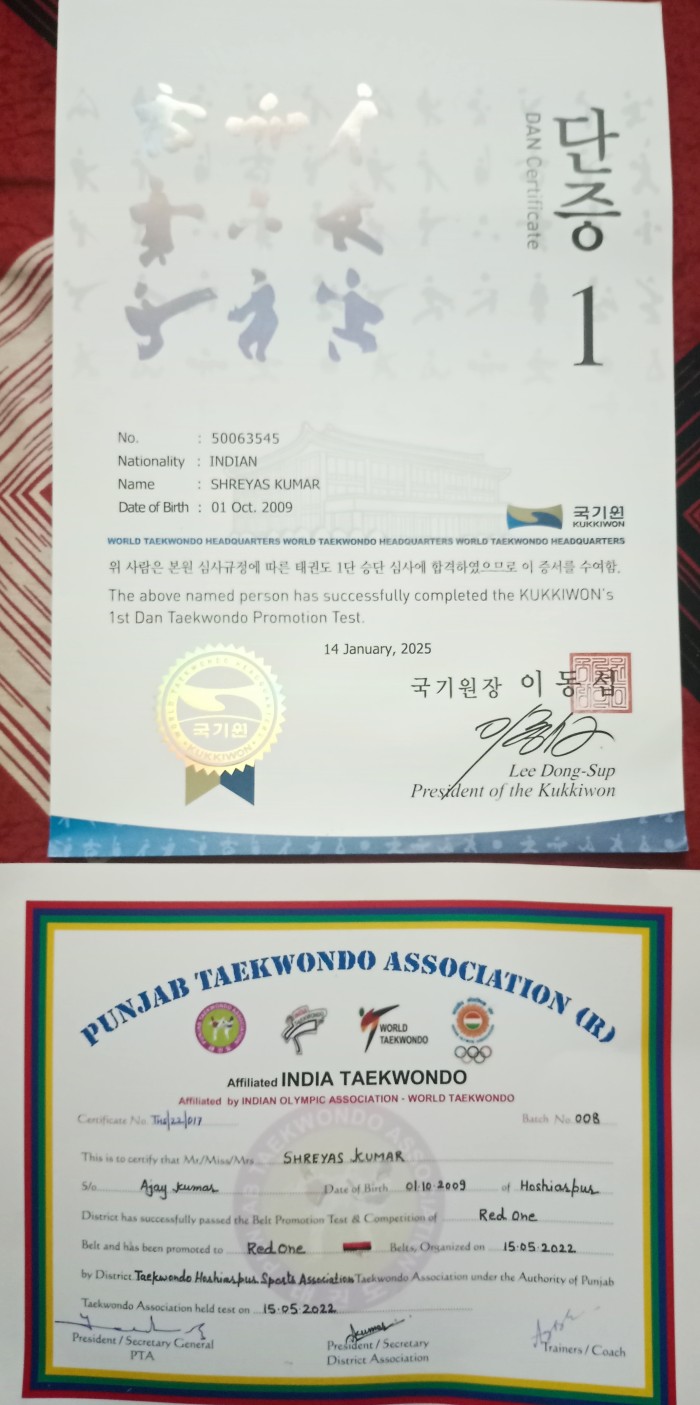 단증
DAN Certificate
1
No. : 50063545
Nationality : INDIAN
Name : SHREYAS KUMAR
Date of Birth : 01 Oct. 2009
국기원
KUKKIWON
WORLD TAEKWONDO HEADQUARTERS WORLD TAEKWONDO HEADQUARTERS WORLD TAEKWONDO HEADQUARTERS
위 사람은 본원 심사규정에 따른 태권도 1단 승단 심사에 합격하였으므로 이 증서를 수여함.
The above named person has successfully completed the KUKKIWON's
1st Dan Taekwondo Promotion Test.
14 January, 2025
국기원장 이동섭
국기원
KUKKIWON
Lee Dong-Sup
President of the Kukkiwon
PUNJAB TAEKWONDO ASSOCIATION (R)
WORLD
TAEKWONDO
Affiliated INDIA TAEKWONDO
Affiliated by INDIAN OLYMPIC ASSOCIATION - WORLD TAEKWONDO
Certificate No. Batch No. 008
This is to certify that Mr/Miss/Mrs SHREYAS KUMAR
S/o Ajay Kumar Date of Birth 01.10.2009 of Hoshiarpur
District has successfully passed the Belt Promotion Test & Competition of Red One
Belt and has been promoted to Red One Belts, Organized on 15.05.2022
by District Taekwondo Hoshiarpur Sports Association Taekwondo Association under the Authority of Punjab
Taekwondo Association held test on 15.05.2022
President / Secretary General
PTA
President / Secretary
District Association
Trainers / Coach